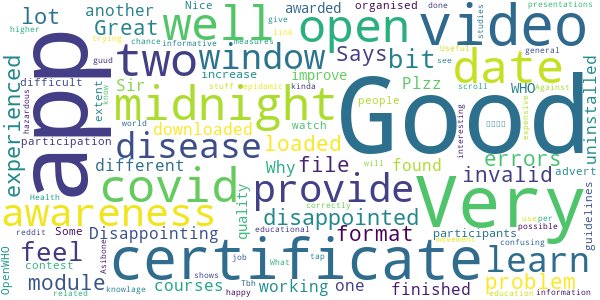 lot another Great Nice awarded organised give done studies presentations
difficult trying higher chance informative measures link
well open video
two window Says bit date WHO
Sir increase improve Plzz
app experienced extent know participation hazardous
midnight Good
stuff epidamic kinda people Useful see general Against scroll
downloaded world watch
disease loaded different Why file found errors uninstalled
guud will interesting expensive advert
covid provide invalid
awareness quality disappointed format participants guidelines
Very
Health Some Disappointing correctly use per possible
reddit contest Asibone educational movement confusing
feel certificate learn
OpenWHO module courses working one finished problem
job What tap education information
related knowlage shows Tbh happy